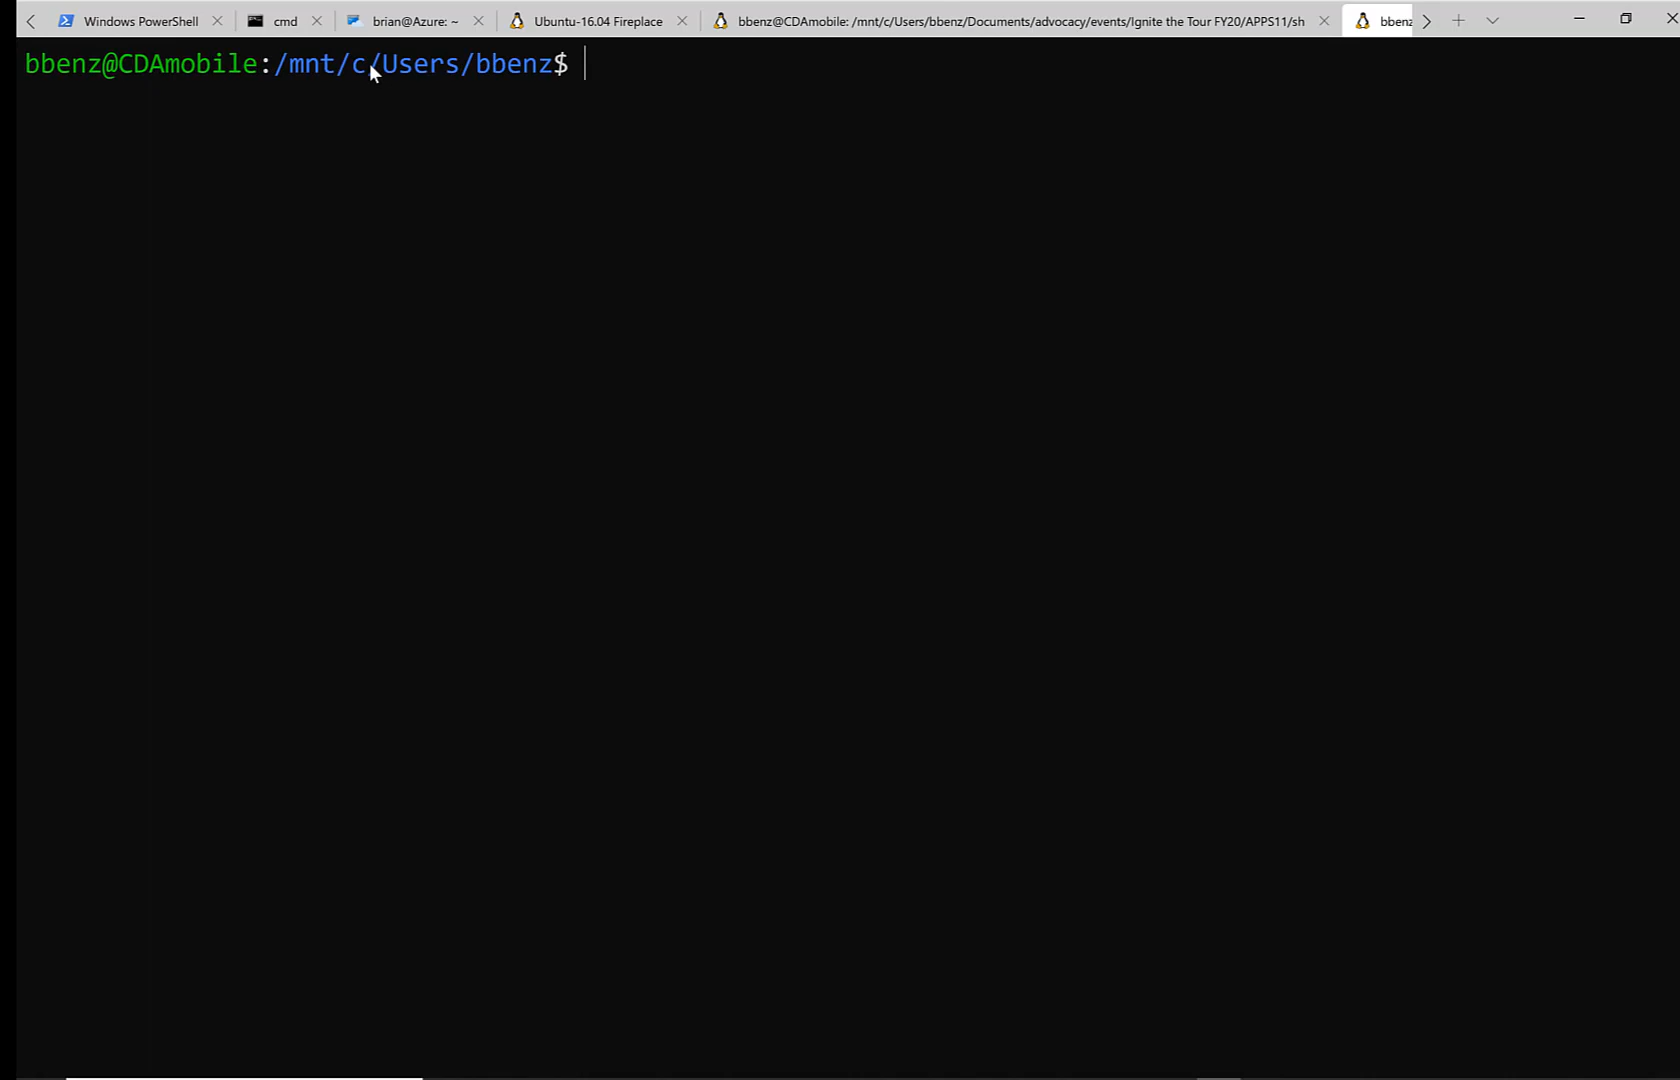 Windows PowerShell
cmd
brian@Azure: ~
Ubuntu-16.04 Fireplace
bbenz@CDAmobile: /mnt/c/Users/bbenz/Documents/advocacy/events/Ignite the Tour FY20/APPS11/sh
bbenz
bbenz@CDAmobile:/mnt/c/Users/bbenz$